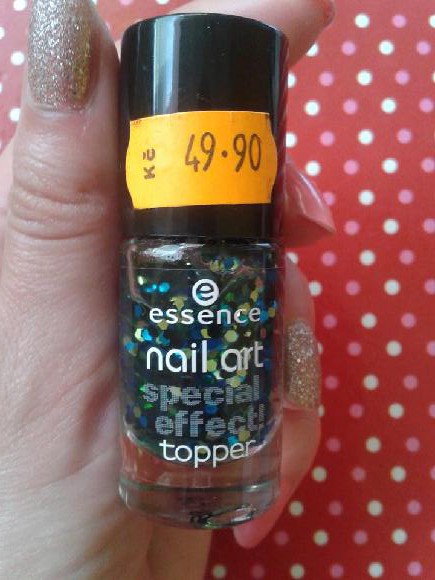 Kč 49.90
e
essence
nail art
special
effect!
topper